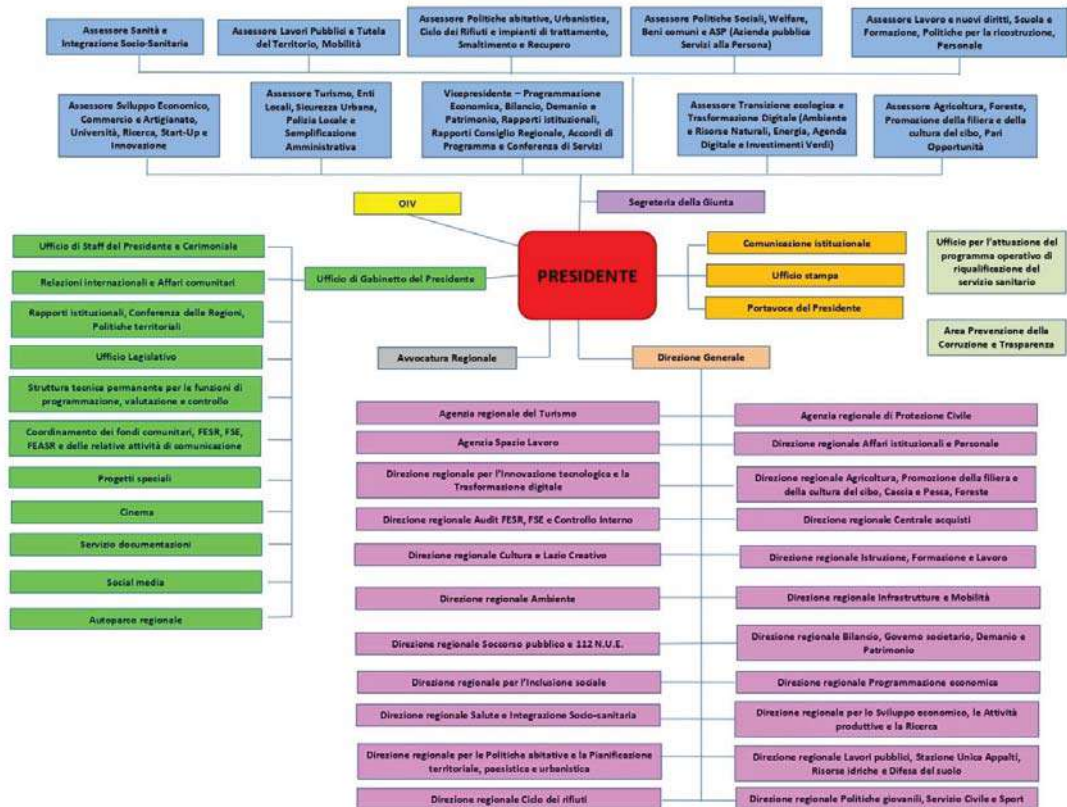 Assessore Sanità e
Integrazione Socio-Sanitaria
Assessore Lavori Pubblici e Tutela
del Territorio, Mobilità
Assessore Politiche abitative, Urbanistica,
Ciclo dei Rifiuti e impianti di trattamento,
Smaltimento e Recupero
Assessore Politiche Sociali, Welfare,
Beni comuni e ASP (Azienda pubblica
Servizi alla Persona)
Assessore Lavoro e nuovi diritti, Scuola e
Formazione, Politiche per la ricostruzione,
Personale
Assessore Sviluppo Economico,
Commercio e Artigianato,
Università, Ricerca, Start-Up e
Innovazione
Assessore Turismo, Enti
Locali, Sicurezza Urbana,
Polizia Locale e
Semplificazione
Amministrativa
Vicepresidente – Programmazione
Economica, Bilancio, Demanio e
Patrimonio, Rapporti istituzionali,
Rapporti Consiglio Regionale, Accordi di
Programma e Conferenza di Servizi
Assessore Transizione ecologica e
Trasformazione Digitale (Ambiente
e Risorse Naturali, Energia, Agenda
Digitale e Investimenti Verdi)
Assessore Agricoltura, Foreste,
Promozione della filiera e della
cultura del cibo, Pari
Opportunità
OIV
Segreteria della Giunta
PRESIDENTE
Ufficio di Gabinetto del Presidente
Ufficio di Staff del Presidente e Cerimoniale
Relazioni internazionali e Affari comunitari
Rapporti istituzionali, Conferenza delle Regioni,
Politiche territoriali
Ufficio Legislativo
Struttura tecnica permanente per le funzioni di
programmazione, valutazione e controllo
Coordinamento dei fondi comunitari, FESR, FSE,
FEASR e delle relative attività di comunicazione
Progetti speciali
Cinema
Servizio documentazioni
Social media
Autoparco regionale
Comunicazione istituzionale
Ufficio stampa
Portavoce del Presidente
Ufficio per l'attuazione del
programma operativo di
riqualificazione del
servizio sanitario
Area Prevenzione della
Corruzione e Trasparenza
Avvocatura Regionale
Direzione Generale
Agenzia regionale del Turismo
Agenzia Spazio Lavoro
Direzione regionale per l'Innovazione tecnologica e la
Trasformazione digitale
Direzione regionale Audit FESR, FSE e Controllo Interno
Direzione regionale Cultura e Lazio Creativo
Direzione regionale Ambiente
Direzione regionale Soccorso pubblico e 112 N.U.E.
Direzione regionale per l'Inclusione sociale
Direzione regionale Salute e Integrazione Socio-sanitaria
Direzione regionale per le Politiche abitative e la Pianificazione
territoriale, paesistica e urbanistica
Direzione regionale Ciclo dei rifiuti
Agenzia regionale di Protezione Civile
Direzione regionale Affari istituzionali e Personale
Direzione regionale Agricoltura, Promozione della filiera e
della cultura del cibo, Caccia e Pesca, Foreste
Direzione regionale Centrale acquisti
Direzione regionale Istruzione, Formazione e Lavoro
Direzione regionale Infrastrutture e Mobilità
Direzione regionale Bilancio, Governo societario, Demanio e
Patrimonio
Direzione regionale Programmazione economica
Direzione regionale per lo Sviluppo economico, le Attività
produttive e la Ricerca
Direzione regionale Lavori pubblici, Stazione Unica Appalti,
Risorse idriche e Difesa del suolo
Direzione regionale Politiche giovanili, Servizio Civile e Sport